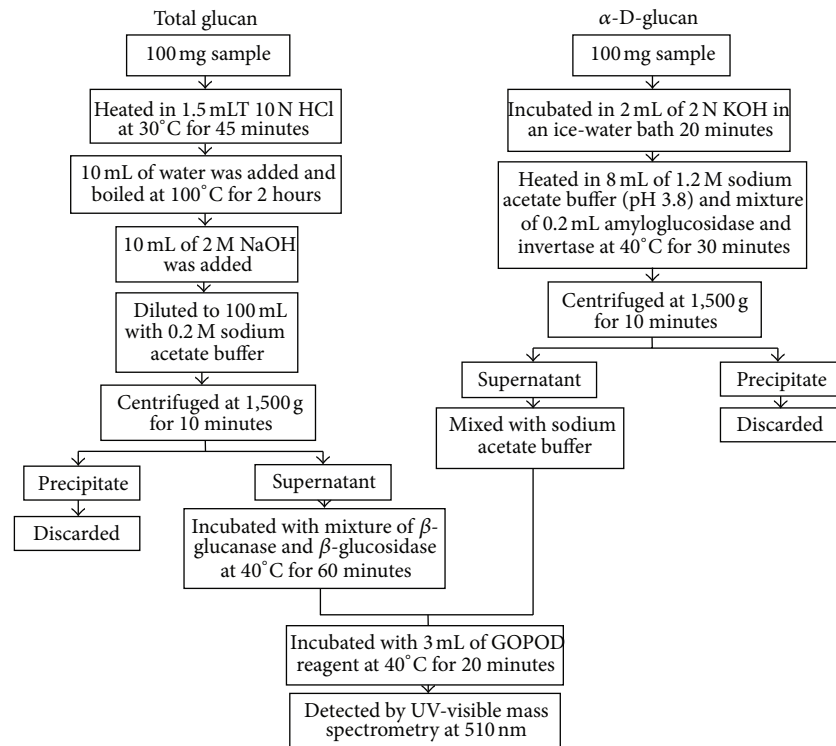 Total glucan
100 mg sample
Heated in 1.5 mLT 10 N HCl
at 30°C for 45 minutes
10 mL of water was added and
boiled at 100°C for 2 hours
10 mL of 2 M NaOH
was added
Diluted to 100 mL
with 0.2 M sodium
acetate buffer
Centrifuged at 1,500 g
for 10 minutes
Precipitate
Discarded
Supernatant
Incubated with mixture of β-
glucanase and β-glucosidase
at 40°C for 60 minutes
α-D-glucan
100 mg sample
Incubated in 2 mL of 2 N KOH in
an ice-water bath 20 minutes
Heated in 8 mL of 1.2 M sodium
acetate buffer (pH 3.8) and mixture
of 0.2 mL amyloglucosidase and
invertase at 40°C for 30 minutes
Centrifuged at 1,500 g
for 10 minutes
Supernatant
Mixed with sodium
acetate buffer
Precipitate
Discarded
Incubated with 3 mL of GOPOD
reagent at 40°C for 20 minutes
Detected by UV-visible mass
spectrometry at 510 nm